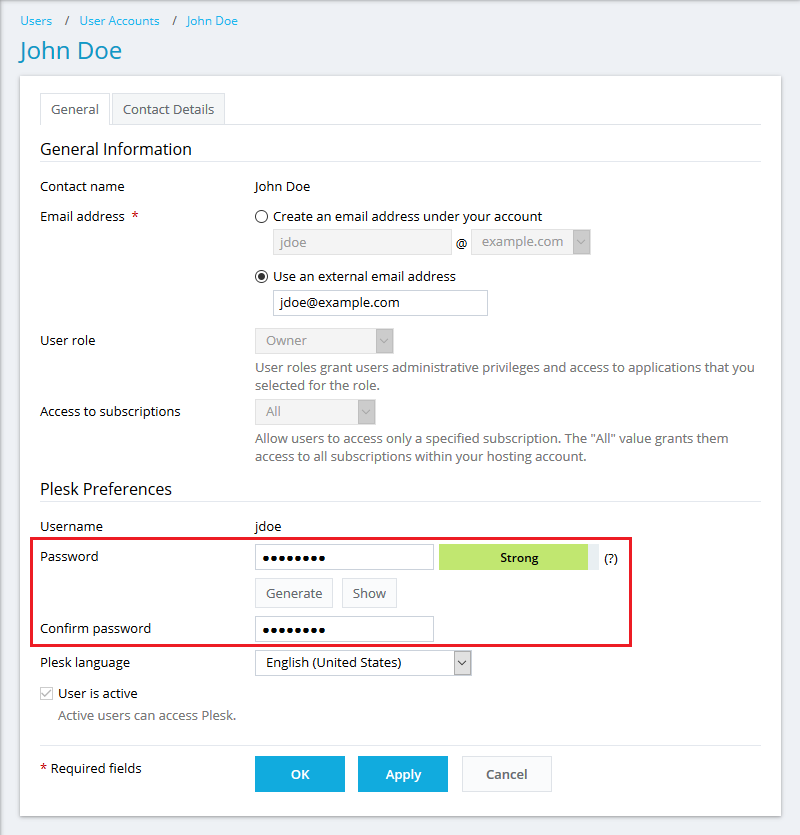 Users / User Accounts / John Doe
John Doe
General Contact Details
General Information
Contact name John Doe
Email address * Create an email address under your account
jdoe @ example.com
Use an external email address
jdoe@example.com
User role Owner
User roles grant users administrative privileges and access to applications that you
selected for the role.
Access to subscriptions All
Allow users to access only a specified subscription. The "All" value grants them
access to all subscriptions within your hosting account.
Plesk Preferences
Username jdoe
Password •••••••• Strong (?)
Generate Show
Confirm password ••••••••
Plesk language English (United States)
User is active
Active users can access Plesk.
* Required fields OK Apply Cancel